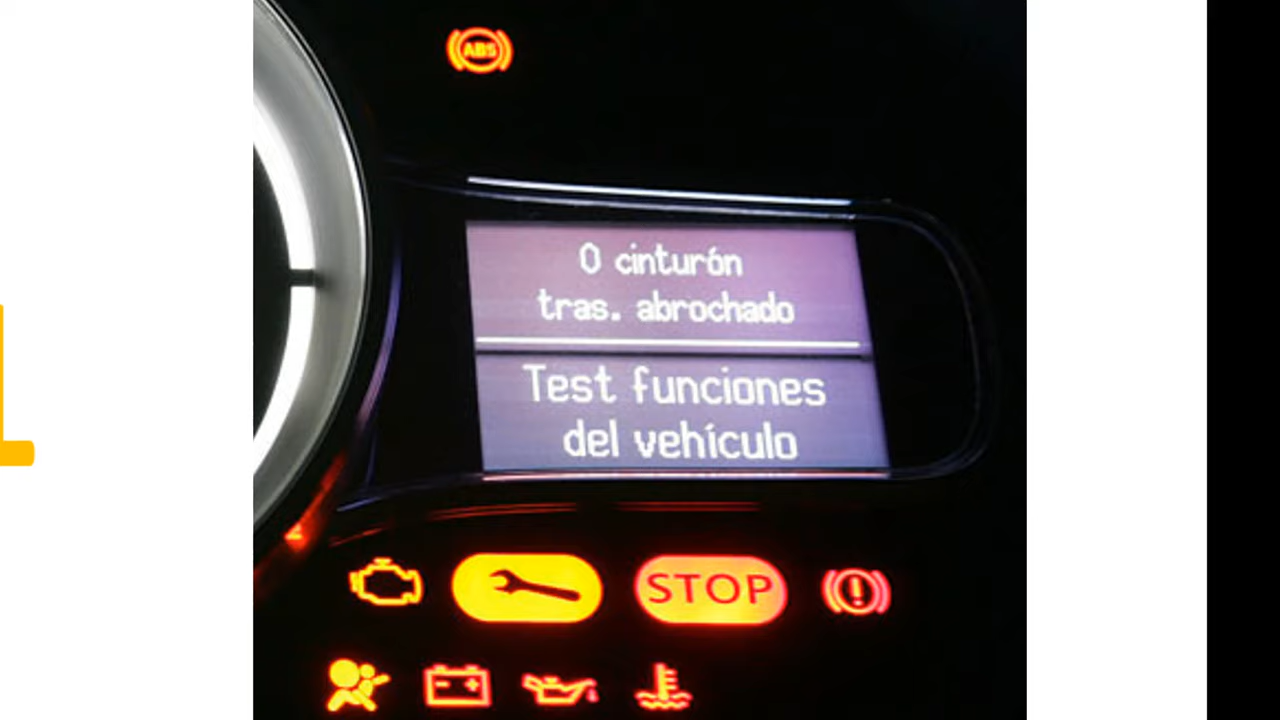 ABS
0 cinturón
tras. abrochado
Test funciones
del vehículo
STOP